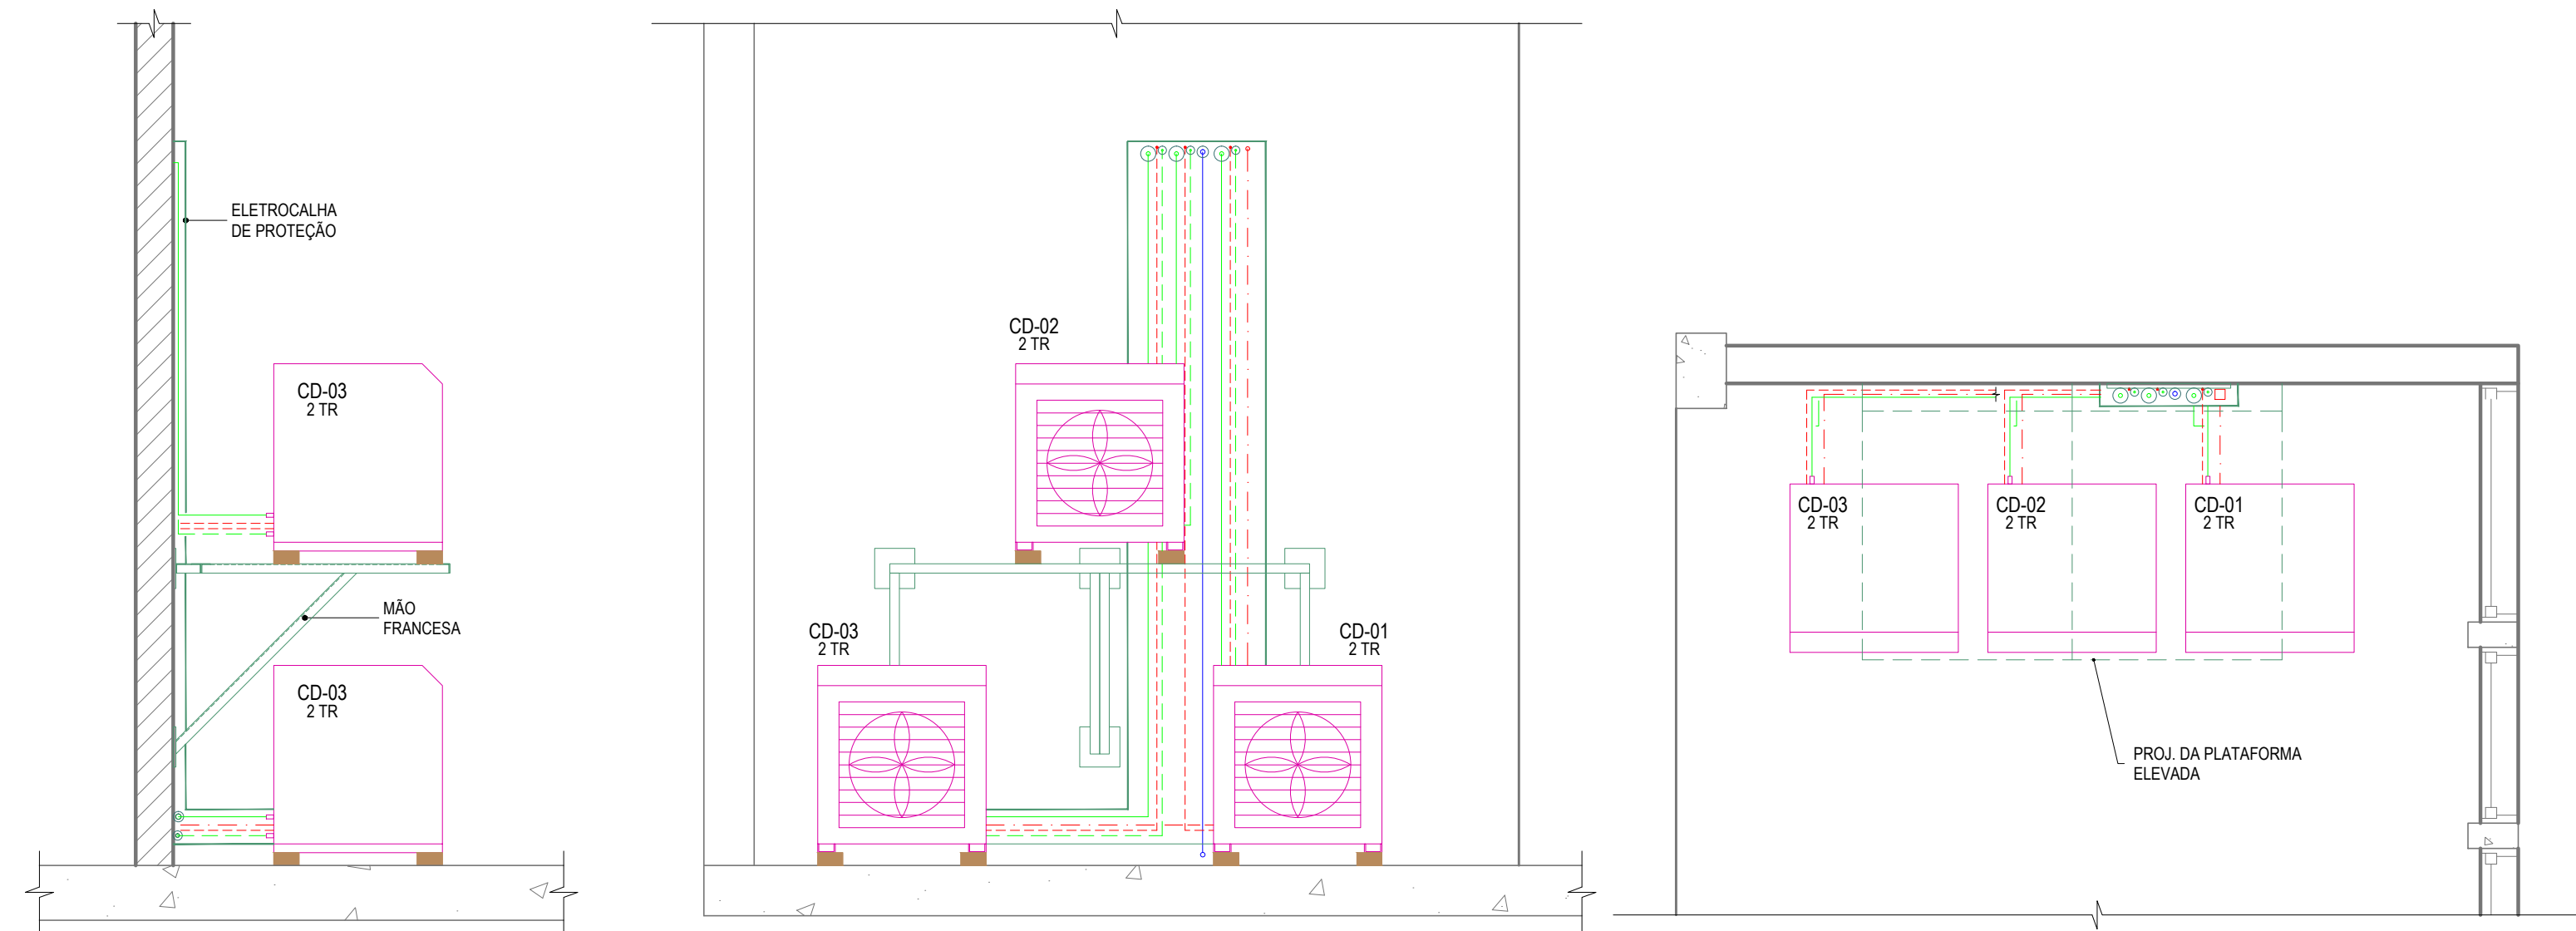 ELETROCALHA
DE PROTEÇÃO
CD-03
2 TR
MÃO
FRANCESA
CD-03
2 TR
CD-02
2 TR
CD-03
2 TR
CD-01
2 TR
CD-03
2 TR
CD-02
2 TR
CD-01
2 TR
PROJ. DA PLATAFORMA
ELEVADA